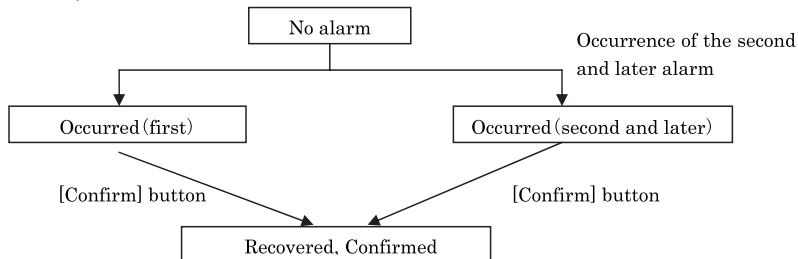 No alarm
Occurrence of the second
and later alarm
Occurred (first)
Occurred (second and later)
[Confirm] button
[Confirm] button
Recovered, Confirmed